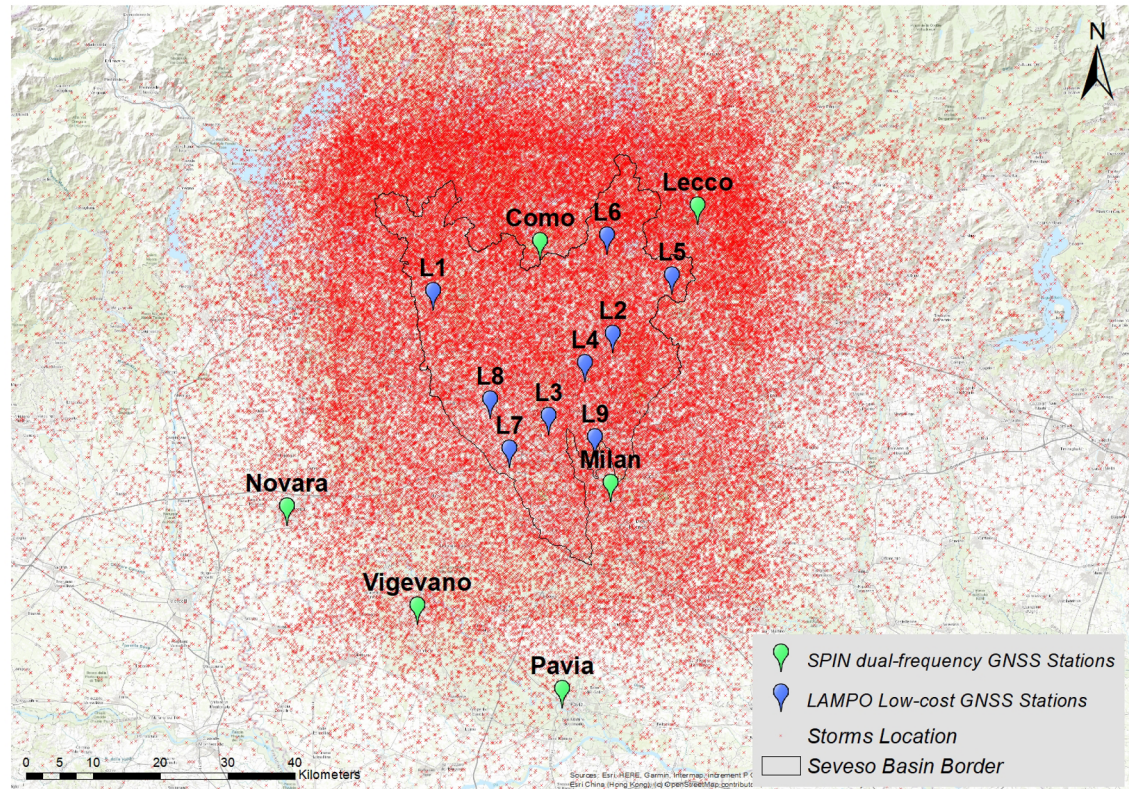 N
Lecco
Como
L6
L5
L1
L2
L4
L8
L3
L9
L7
Milan
Novara
Vigevano
Pavia
SPIN dual-frequency GNSS Stations
LAMPO Low-cost GNSS Stations
Storms Location
Seveso Basin Border
0 5 10 20 30 40
Kilometers
Sources: Esri, HERE, Garmin, Intermap, increment P
Esri China (Hong Kong), (c) OpenStreetMap